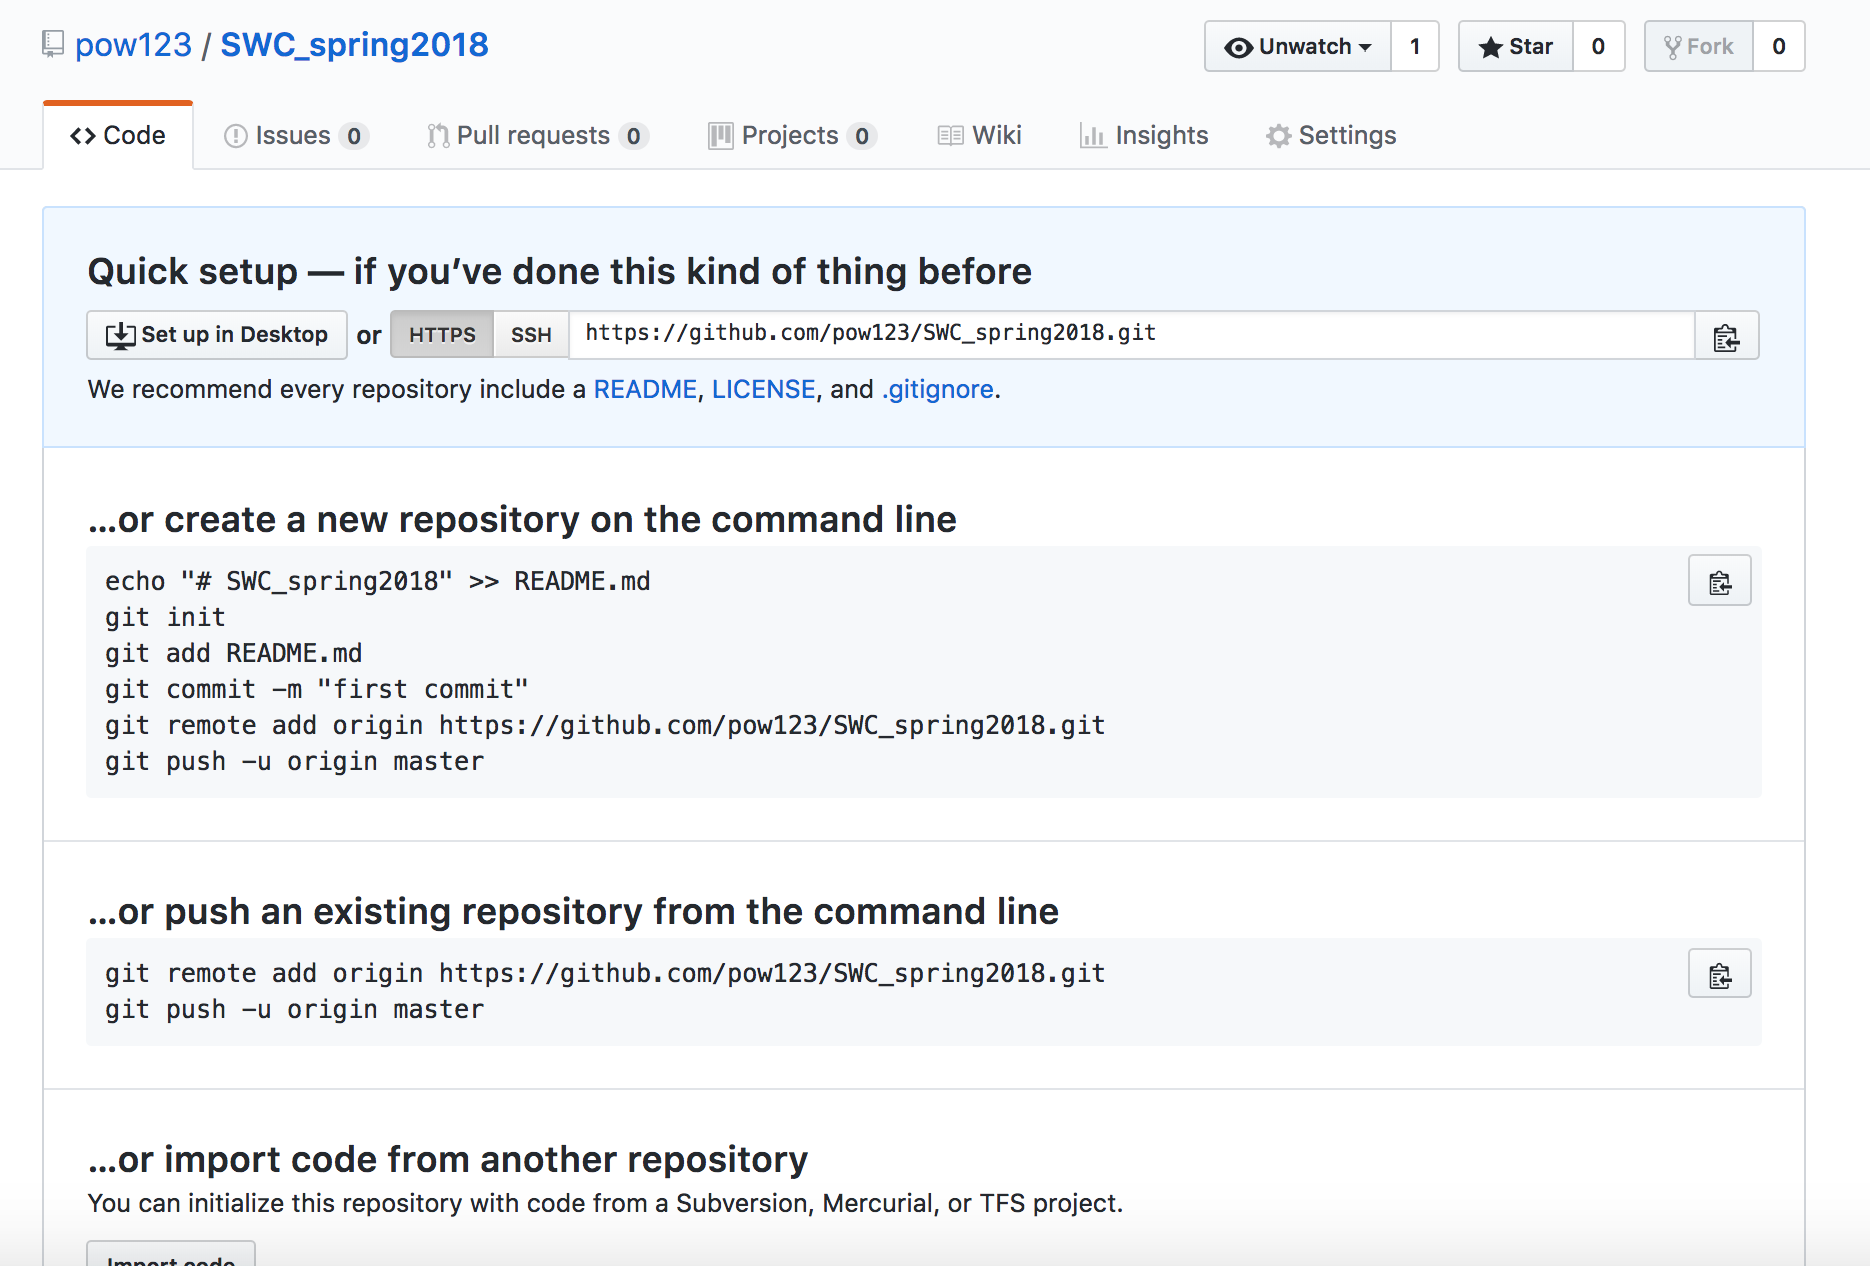 pow123 / SWC_spring2018
Unwatch 1 Star 0 Fork 0
Code Issues 0 Pull requests 0 Projects 0 Wiki Insights Settings
Quick setup — if you’ve done this kind of thing before
Set up in Desktop or HTTPS SSH https://github.com/pow123/SWC_spring2018.git
We recommend every repository include a README, LICENSE, and .gitignore.
…or create a new repository on the command line
echo "# SWC_spring2018" >> README.md
git init
git add README.md
git commit -m "first commit"
git remote add origin https://github.com/pow123/SWC_spring2018.git
git push -u origin master
…or push an existing repository from the command line
git remote add origin https://github.com/pow123/SWC_spring2018.git
git push -u origin master
…or import code from another repository
You can initialize this repository with code from a Subversion, Mercurial, or TFS project.
Import code